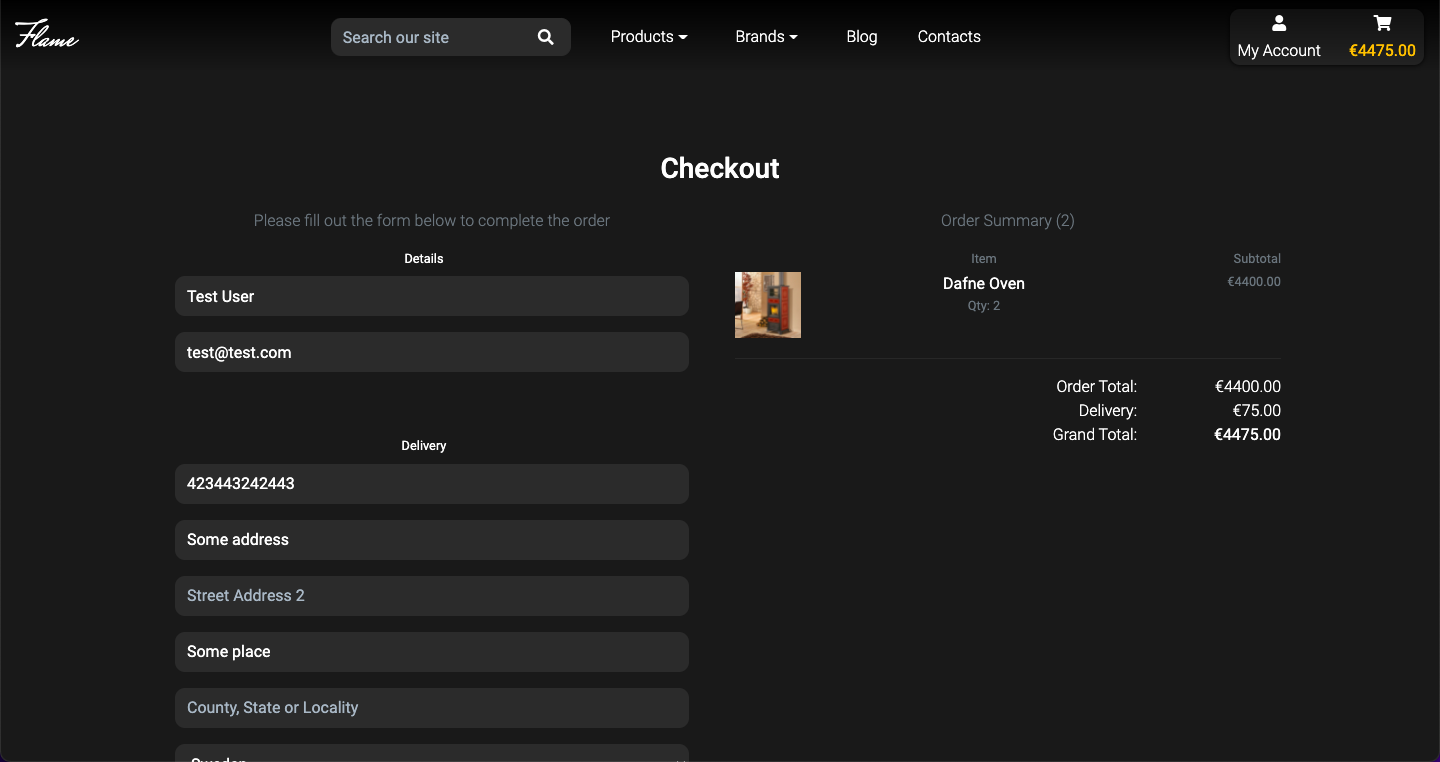 Flame
Search our site
Products
Brands
Blog
Contacts
My Account
€4475.00
Checkout
Please fill out the form below to complete the order
Details
Test User
test@test.com
Delivery
423443242443
Some address
Street Address 2
Some place
County, State or Locality
Sweden
Order Summary (2)
Item
Subtotal
Dafne Oven
€4400.00
Qty: 2
Order Total: €4400.00
Delivery: €75.00
Grand Total: €4475.00